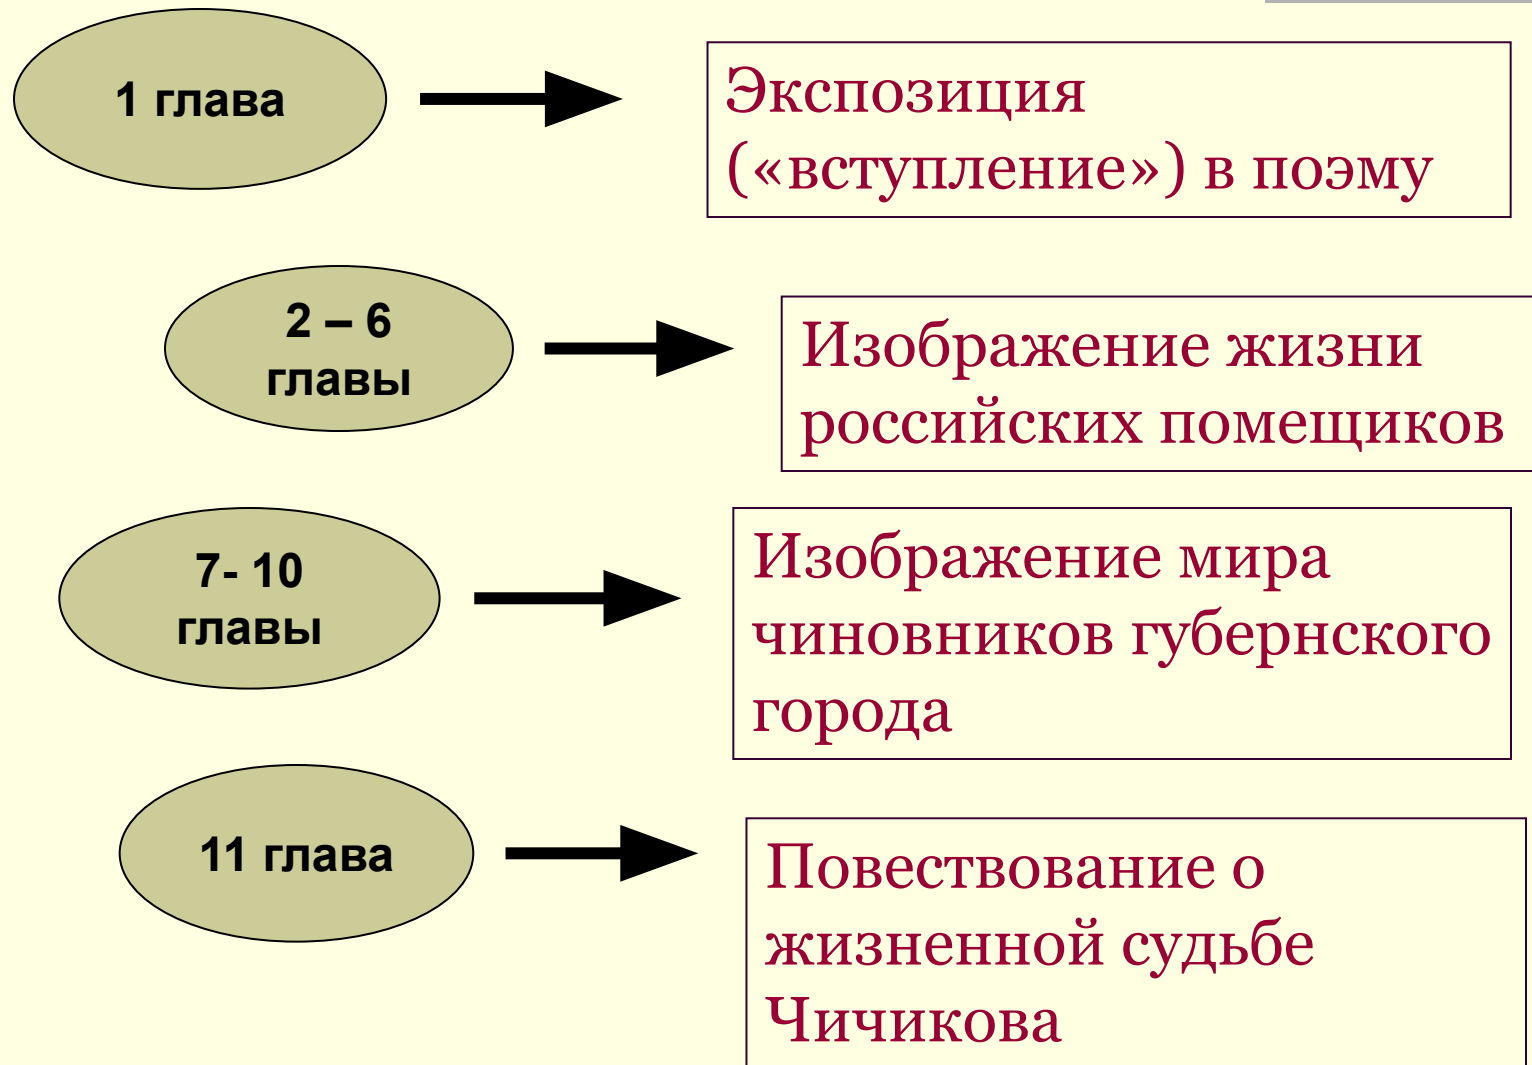 1 глава
Экспозиция
(«вступление») в поэму
2 – 6
главы
Изображение жизни
российских помещиков
7- 10
главы
Изображение мира
чиновников губернского
города
11 глава
Повествование о
жизненной судьбе
Чичикова